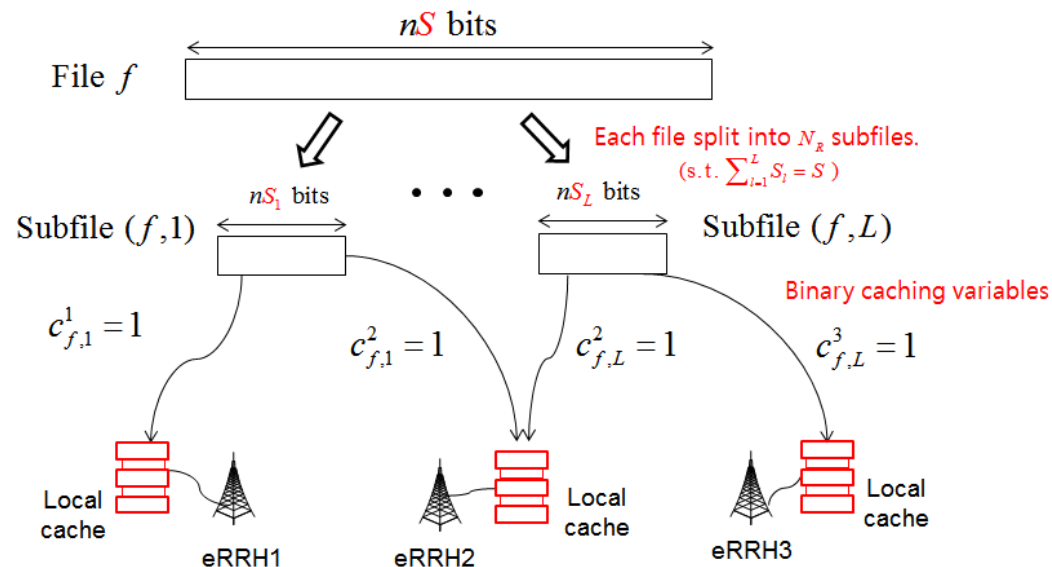 nS bits
File f
Each file split into N_R subfiles.
(s.t. ∑_{l=1}^{L} S_l = S )
nS_1 bits
• • •
nS_L bits
Subfile (f,1)
Subfile (f,L)
Binary caching variables
c^1_{f,1} = 1
c^2_{f,1} = 1
c^2_{f,L} = 1
c^3_{f,L} = 1
Local
cache
eRRH1
eRRH2
Local
cache
eRRH3
Local
cache